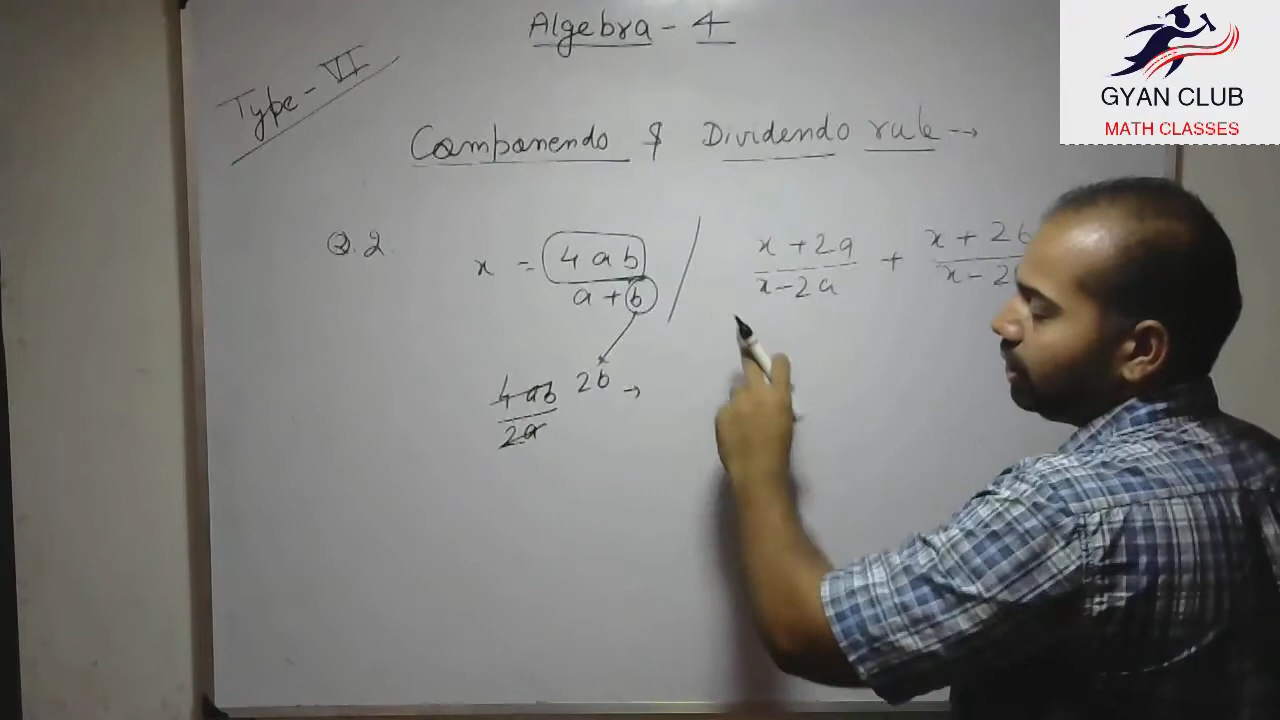 Algebra - 4
GYAN CLUB
MATH CLASSES
Type - VI
Componendo & Dividendo rule →
Q. 2. x = 4ab / a + b
x + 2a / x - 2a + x + 2b / x - 2
2b →
4ab / 2a